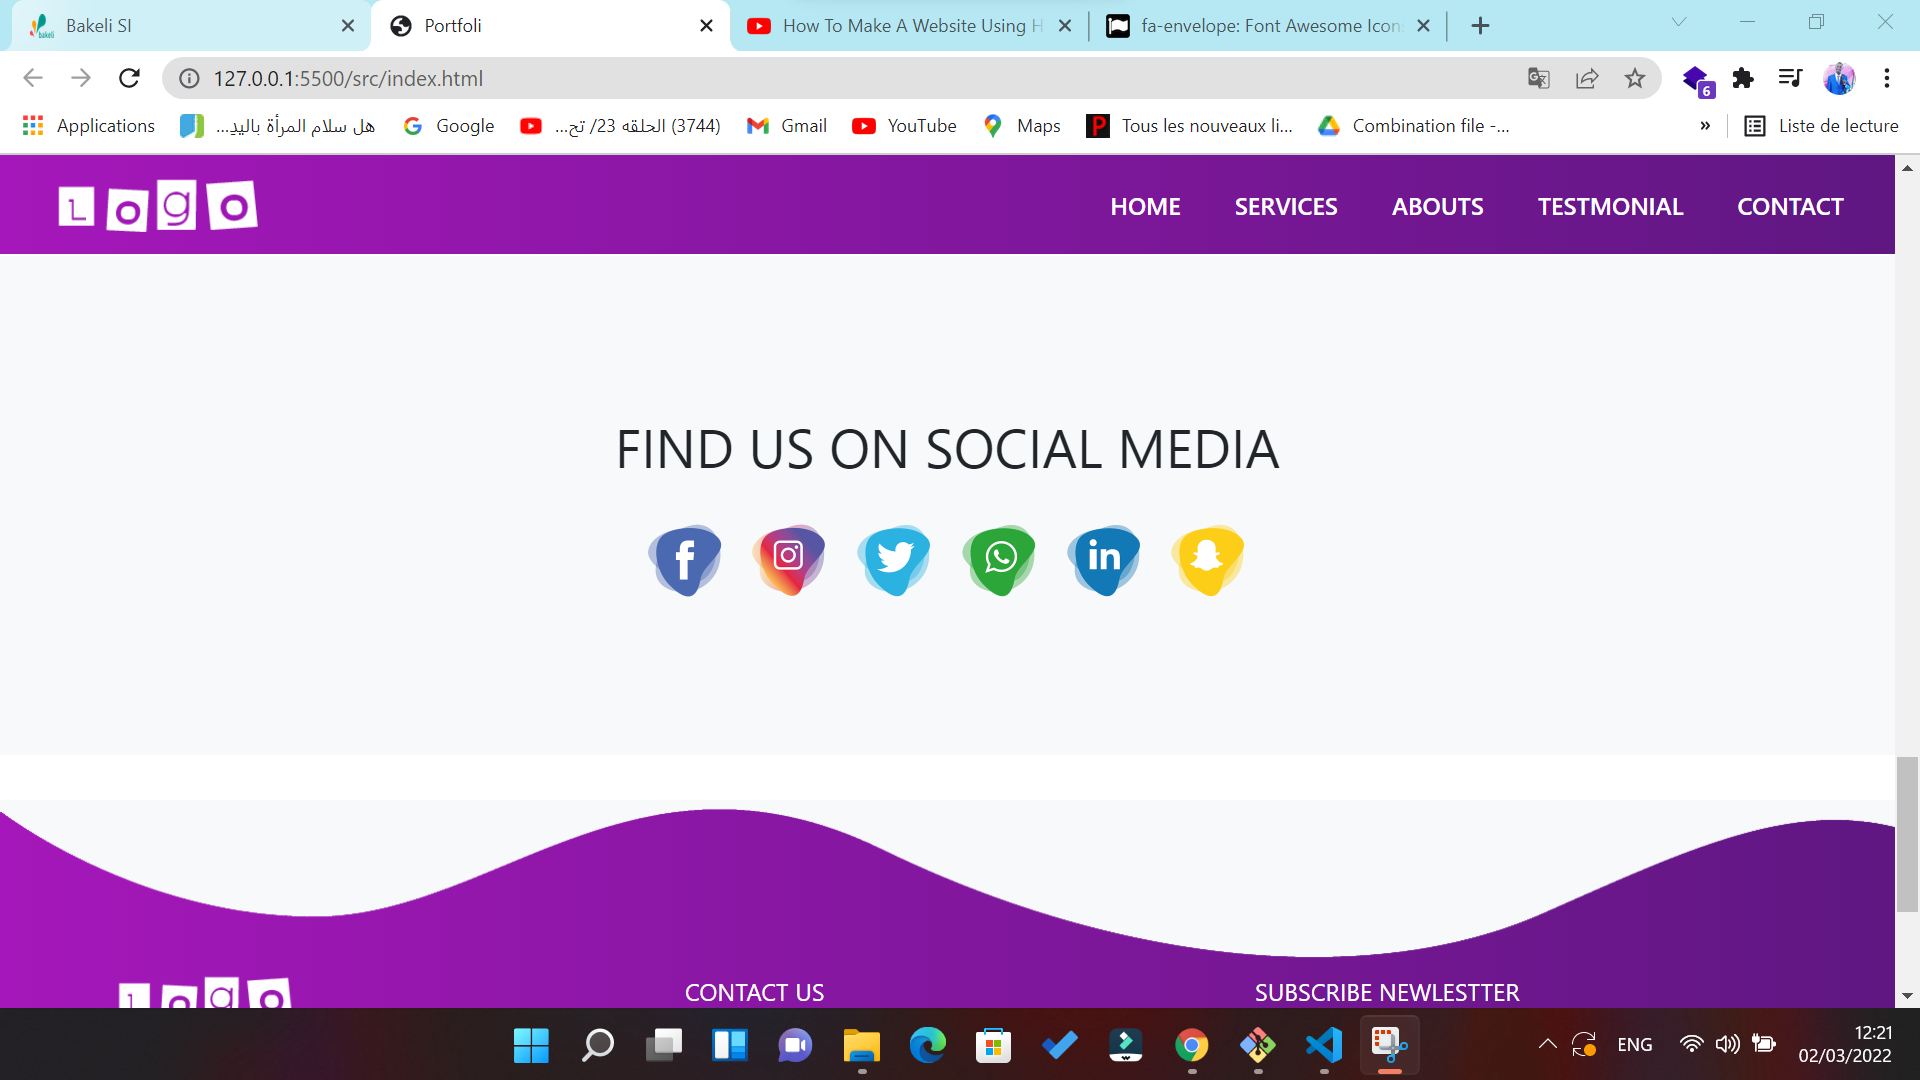 Bakeli SI
Portfoli
How To Make A Website Using H
fa-envelope: Font Awesome Icon
127.0.0.1:5500/src/index.html
6
Applications
هل سلام المرأة باليد...
Google
(3744) الحلقه 23/ تح...
Gmail
YouTube
Maps
Tous les nouveaux li...
Combination file -...
»
Liste de lecture
Logo
HOME
SERVICES
ABOUTS
TESTMONIAL
CONTACT
FIND US ON SOCIAL MEDIA
Logo
CONTACT US
SUBSCRIBE NEWLESTTER
ENG
12:21
02/03/2022